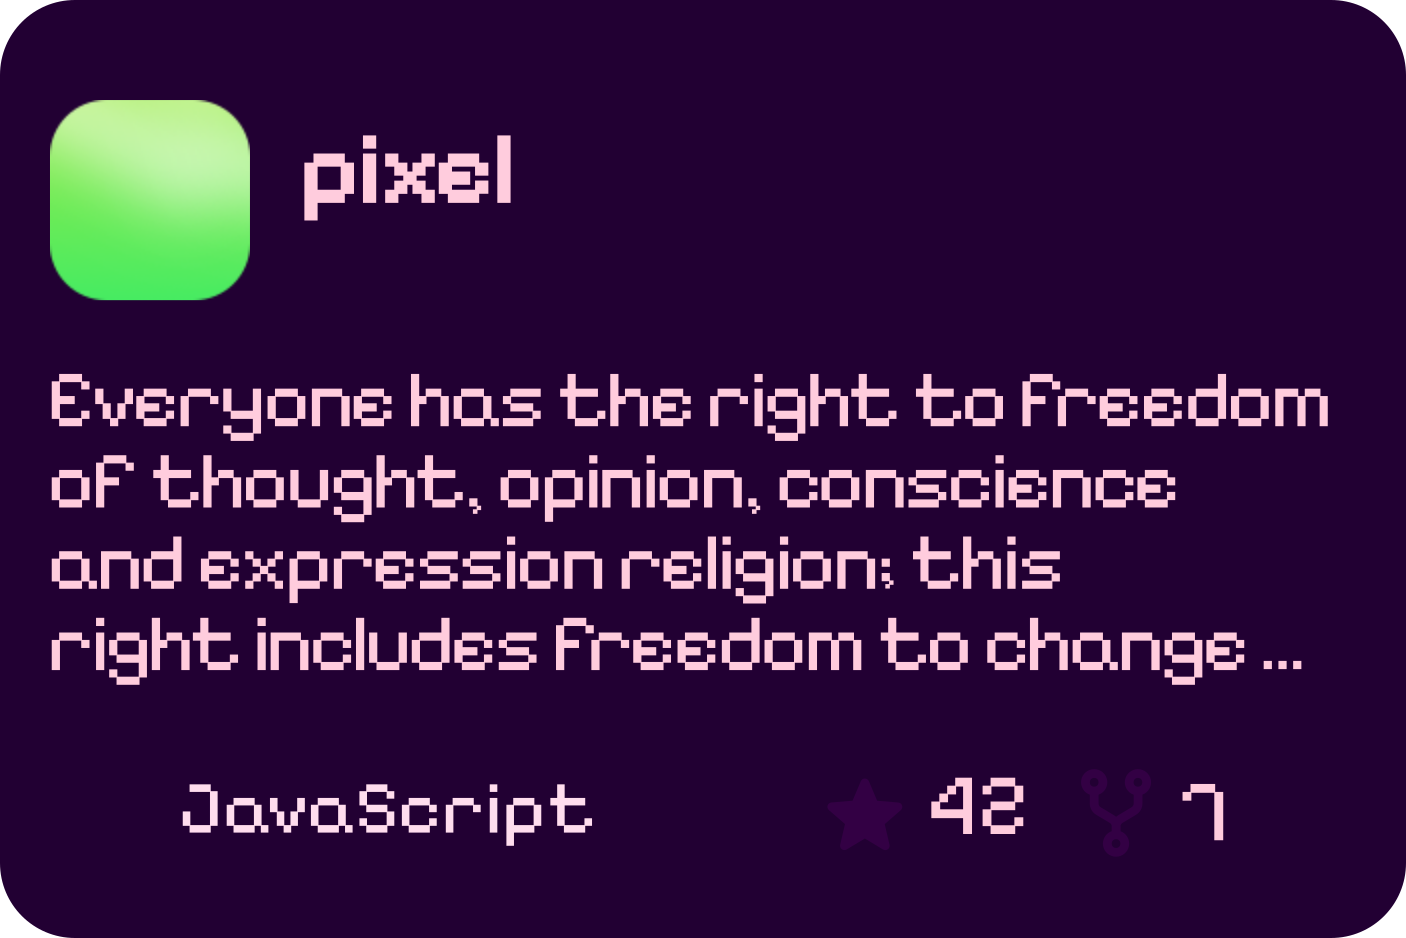 pixel
Everyone has the right to freedom
of thought, opinion, conscience
and expression religion; this
right includes freedom to change ...
JavaScript 42 7